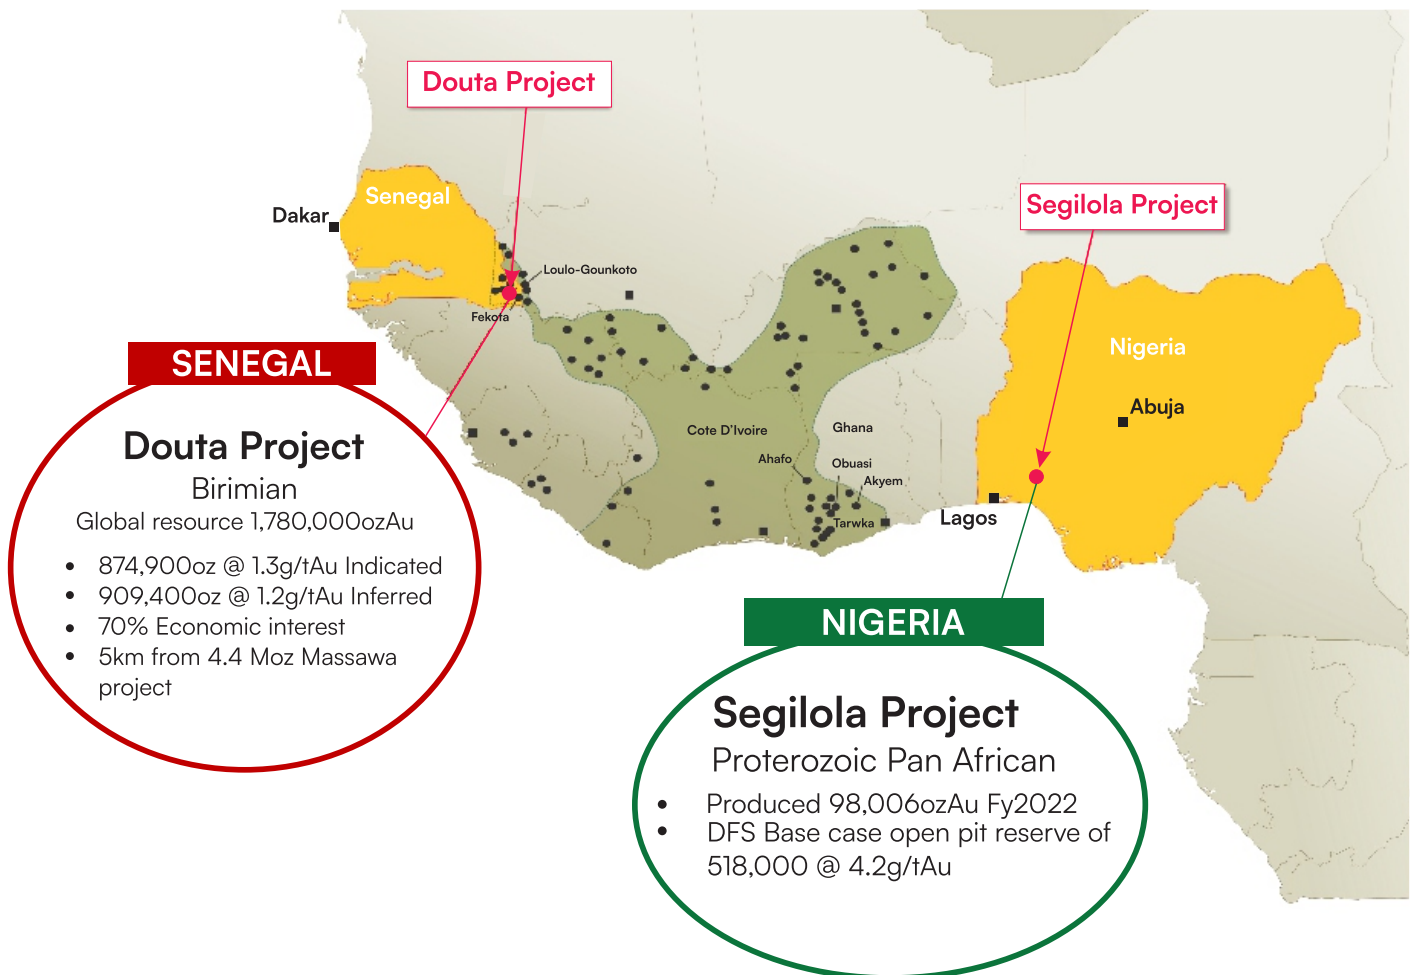 Douta Project
Segilola Project
Senegal
Dakar
Loulo-Gounkoto
Fekota
Nigeria
Abuja
Lagos
Cote D'Ivoire
Ghana
Ahafo
Obuasi
Akyem
Tarwka
SENEGAL
Douta Project
Birimian
Global resource 1,780,000ozAu
• 874,900oz @ 1.3g/tAu Indicated
• 909,400oz @ 1.2g/tAu Inferred
• 70% Economic interest
• 5km from 4.4 Moz Massawa
project
NIGERIA
Segilola Project
Proterozoic Pan African
• Produced 98,006ozAu Fy2022
• DFS Base case open pit reserve of
518,000 @ 4.2g/tAu